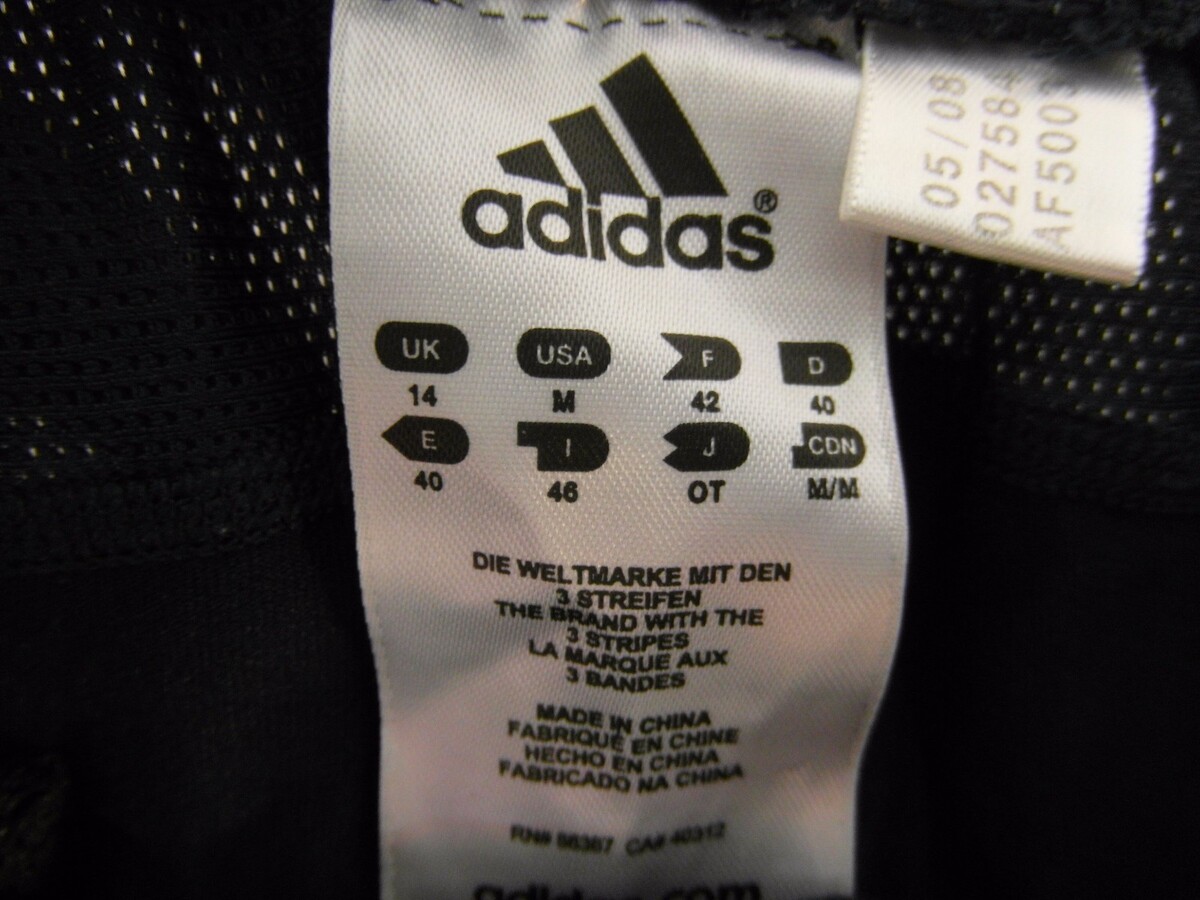 adidas®
05/08
UK USA F D
14 M 42 40
E I J CDN
40 46 OT M/M
DIE WELTMARKE MIT DEN
3 STREIFEN
THE BRAND WITH THE
3 STRIPES
LA MARQUE AUX
3 BANDES
MADE IN CHINA
FABRIQUÉ EN CHINE
HECHO EN CHINA
FABRICADO NA CHINA
RN# 88387 CA# 40312
adidas.com